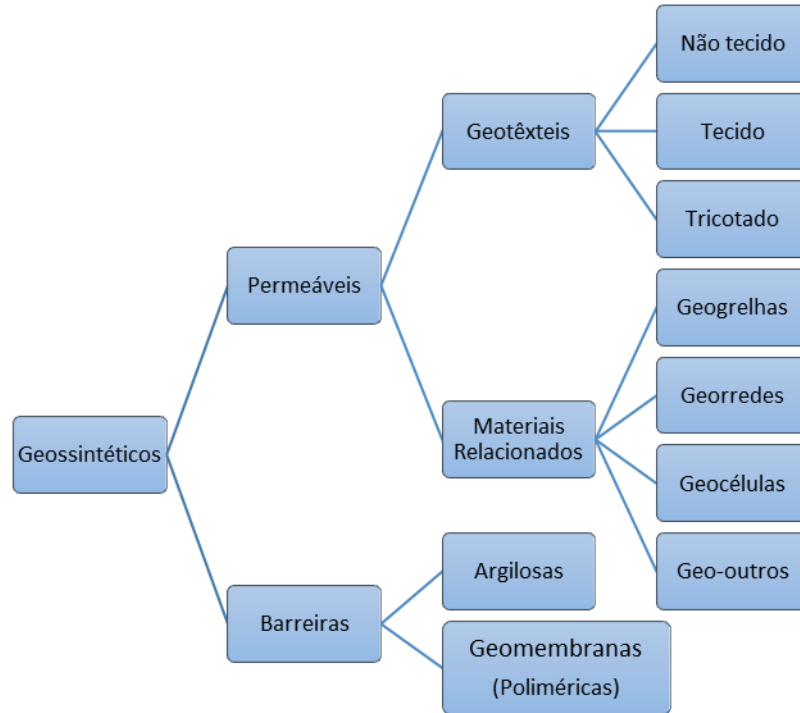 Geossintéticos
Permeáveis
Geotêxteis
Não tecido
Tecido
Tricotado
Materiais
Relacionados
Geogrelhas
Georredes
Geocélulas
Geo-outros
Barreiras
Argilosas
Geomembranas
(Poliméricas)